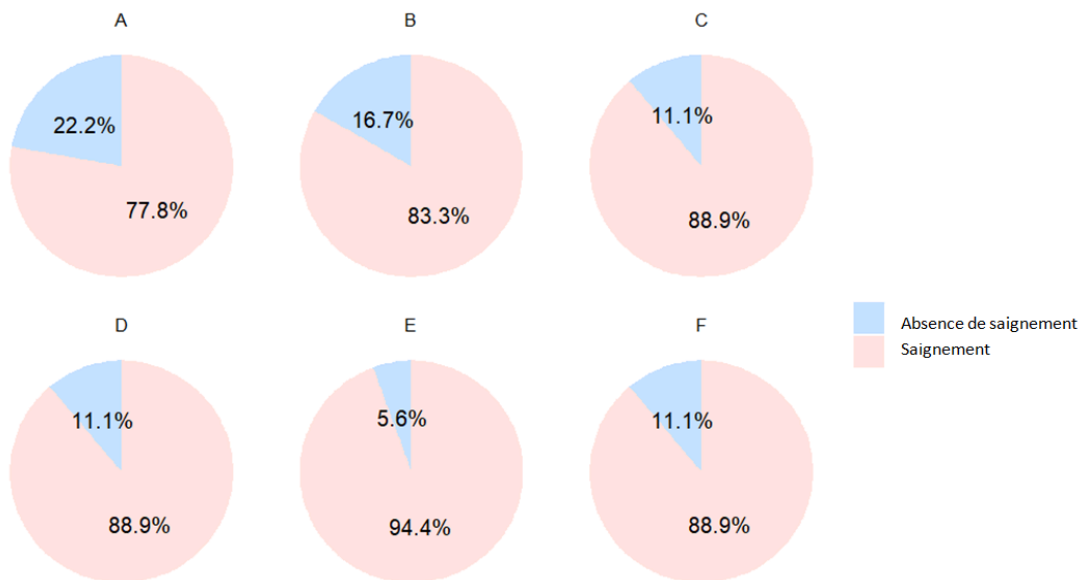 A
B
C
22.2%
16.7%
11.1%
77.8%
83.3%
88.9%
D
E
F
Absence de saignement
Saignement
11.1%
5.6%
11.1%
88.9%
94.4%
88.9%